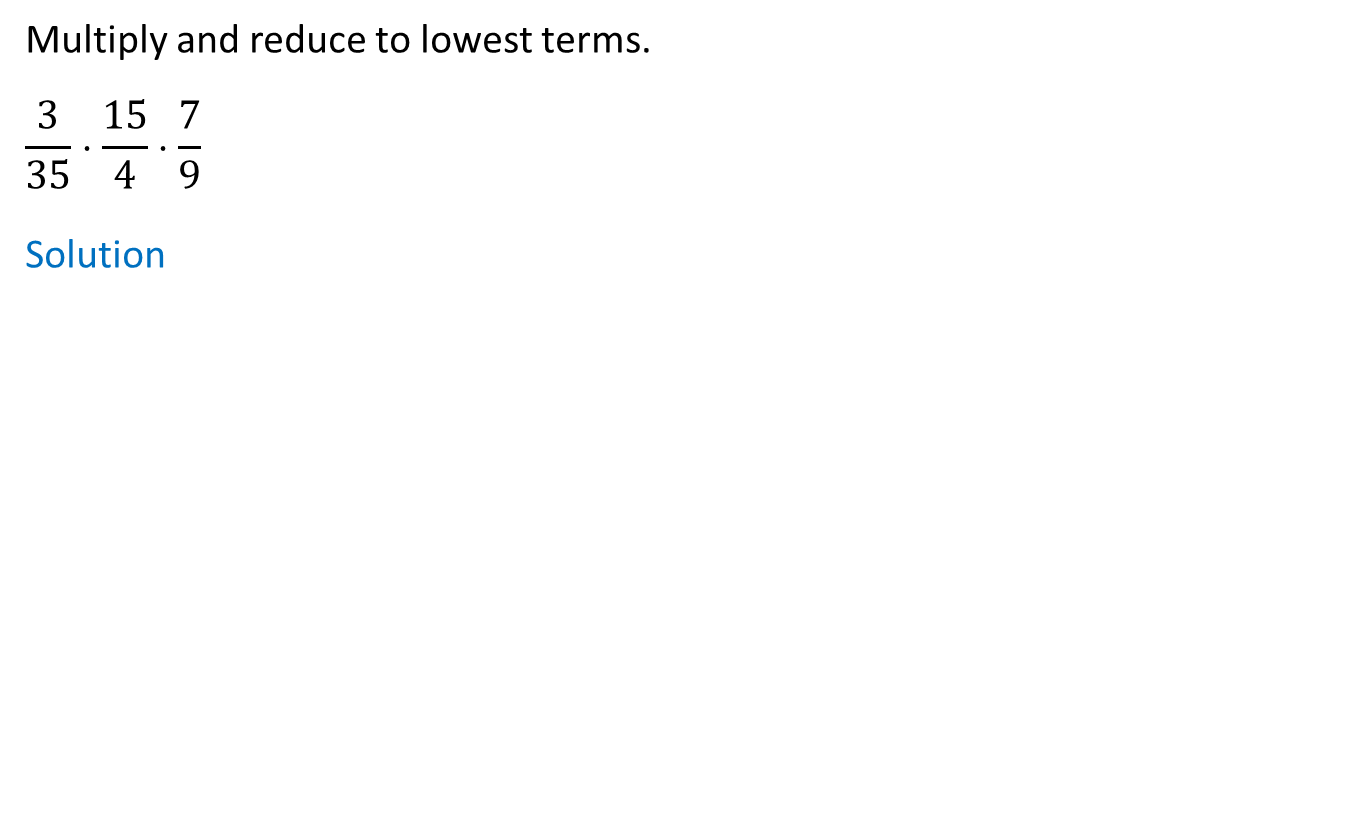 Multiply and reduce to lowest terms.
3/35 · 15/4 · 7/9
Solution